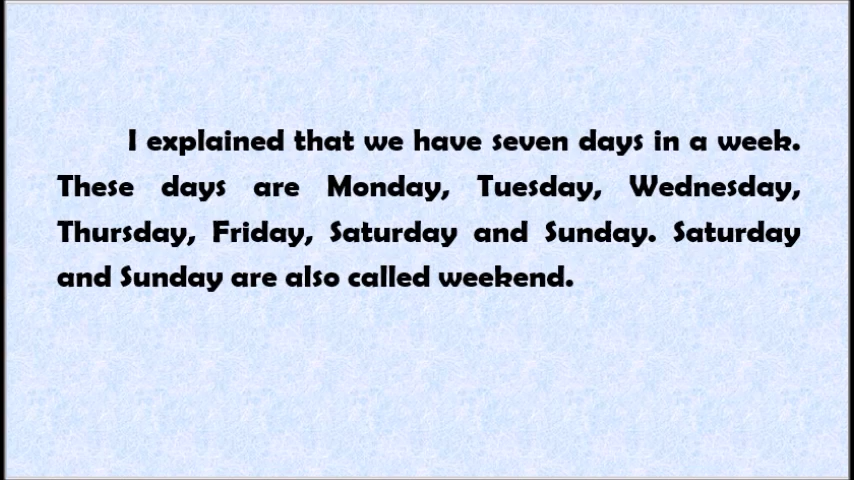 I explained that we have seven days in a week.
These days are Monday, Tuesday, Wednesday,
Thursday, Friday, Saturday and Sunday. Saturday
and Sunday are also called weekend.